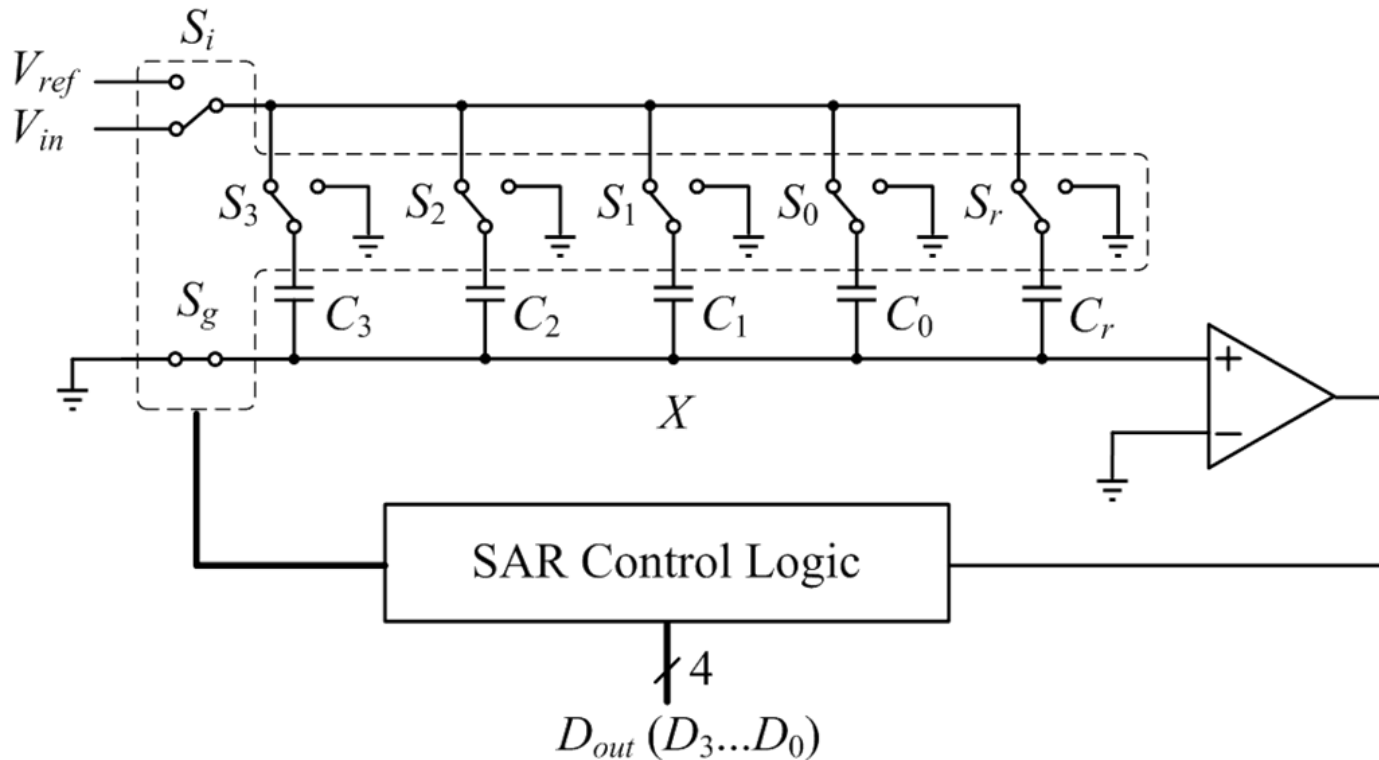 S_i
V_ref
V_in
S_3 S_2 S_1 S_0 S_r
S_g C_3 C_2 C_1 C_0 C_r
+
X
−
SAR Control Logic
4
D_out (D_3...D_0)